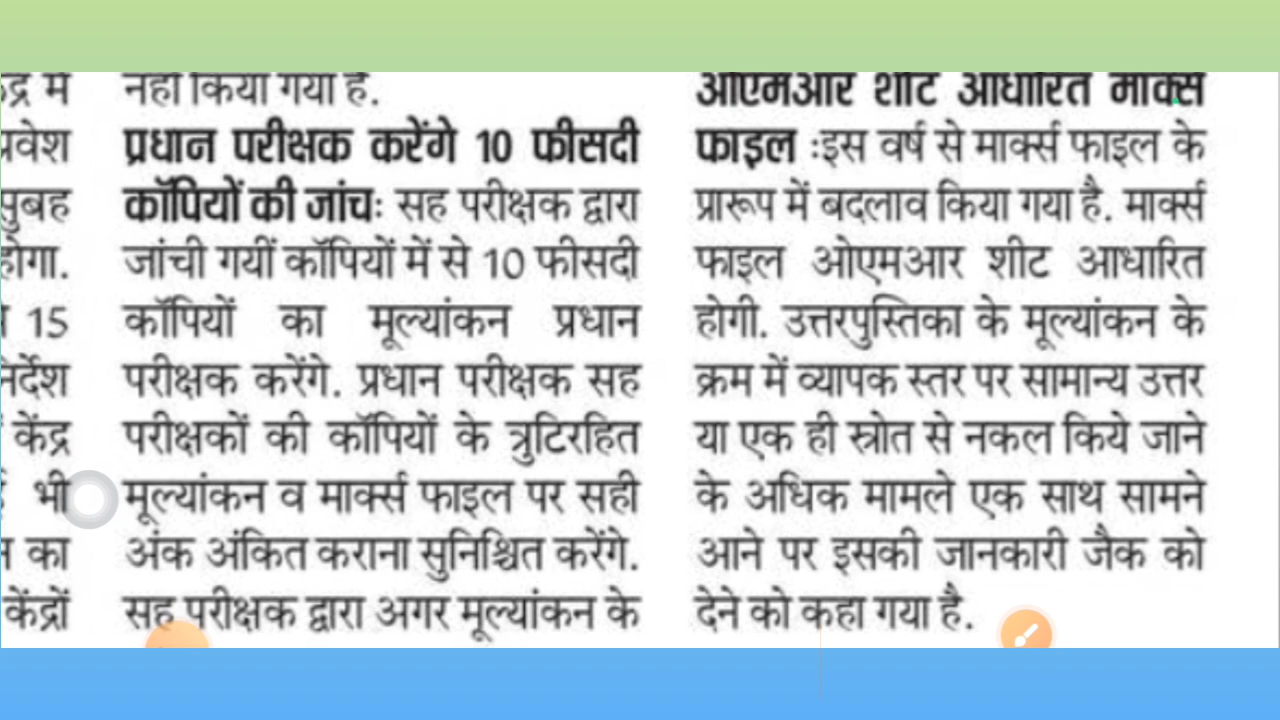 द्र में
नहीं किया गया है.
प्रधान परीक्षक करेंगे 10 फीसदी
कॉपियों की जांचः सह परीक्षक द्वारा
जांची गयीं कॉपियों में से 10 फीसदी
कॉपियों का मूल्यांकन प्रधान
परीक्षक करेंगे. प्रधान परीक्षक सह
परीक्षकों की कॉपियों के त्रुटिरहित
मूल्यांकन व मार्क्स फाइल पर सही
अंक अंकित कराना सुनिश्चित करेंगे.
सह परीक्षक द्वारा अगर मूल्यांकन के
ओएमआर शीट आधारित मार्क्स
फाइल :इस वर्ष से मार्क्स फाइल के
प्रारूप में बदलाव किया गया है. मार्क्स
फाइल ओएमआर शीट आधारित
होगी. उत्तरपुस्तिका के मूल्यांकन के
क्रम में व्यापक स्तर पर सामान्य उत्तर
या एक ही स्रोत से नकल किये जाने
के अधिक मामले एक साथ सामने
आने पर इसकी जानकारी जैक को
देने को कहा गया है.